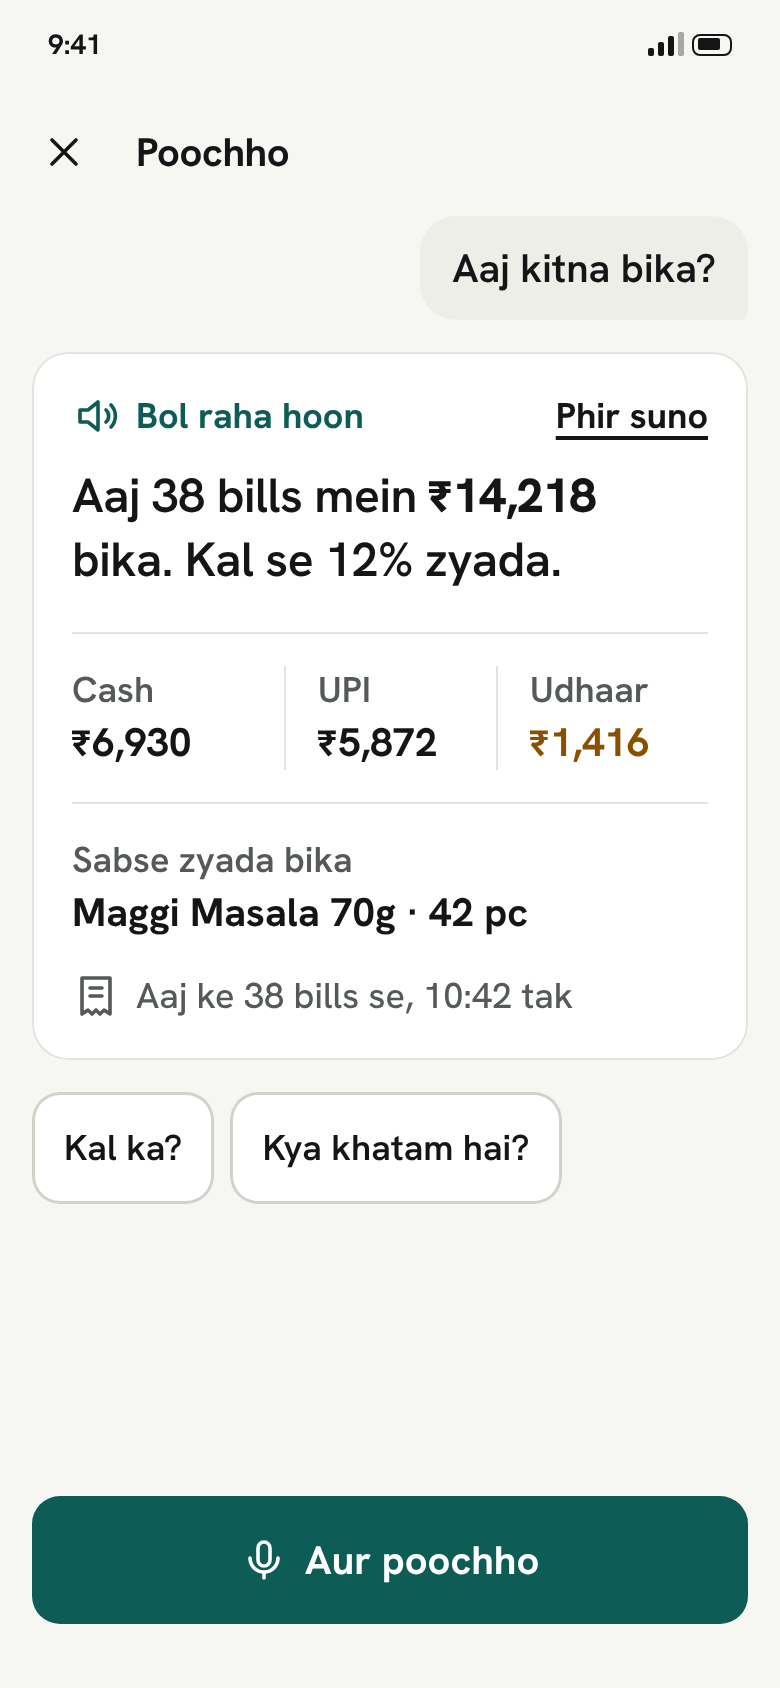 9:41
Poochho
Aaj kitna bika?
Bol raha hoon
Phir suno
Aaj 38 bills mein ₹14,218
bika. Kal se 12% zyada.
Cash
UPI
Udhaar
₹6,930
₹5,872
₹1,416
Sabse zyada bika
Maggi Masala 70g · 42 pc
Aaj ke 38 bills se, 10:42 tak
Kal ka?
Kya khatam hai?
Aur poochho